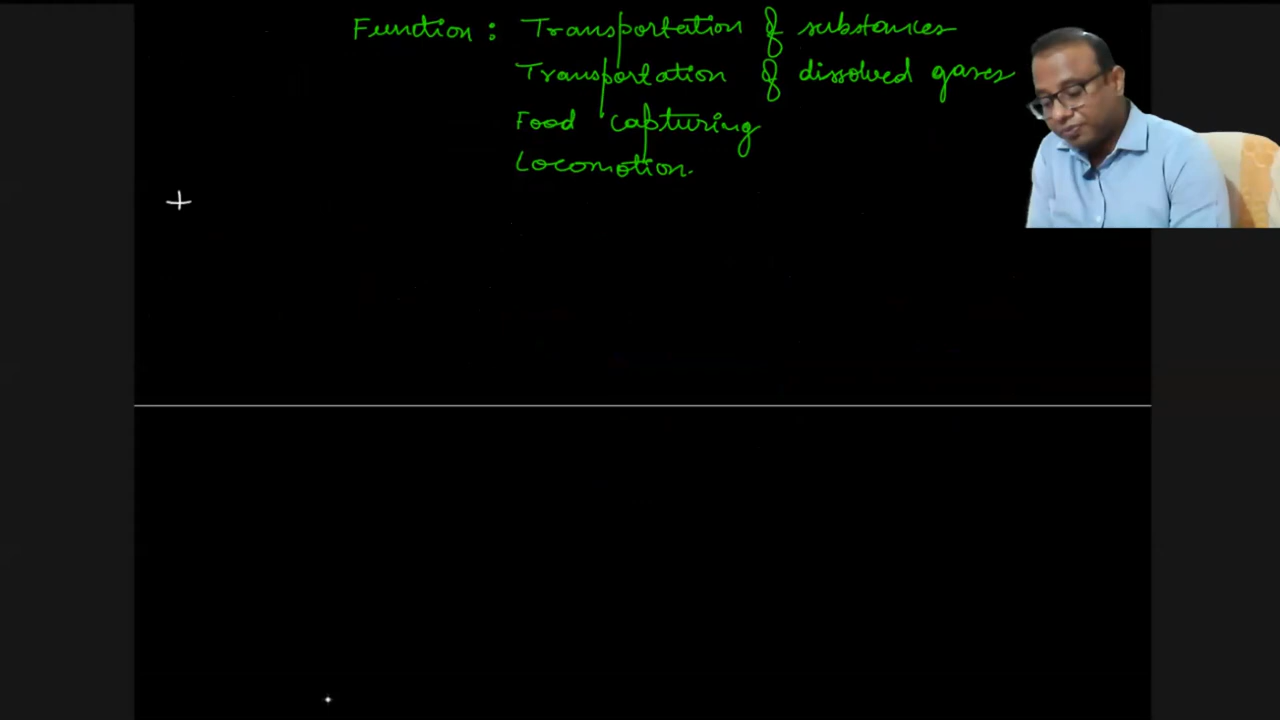 Function : Transportation of substances
Transportation of dissolved gases
Food capturing
Locomotion.
+